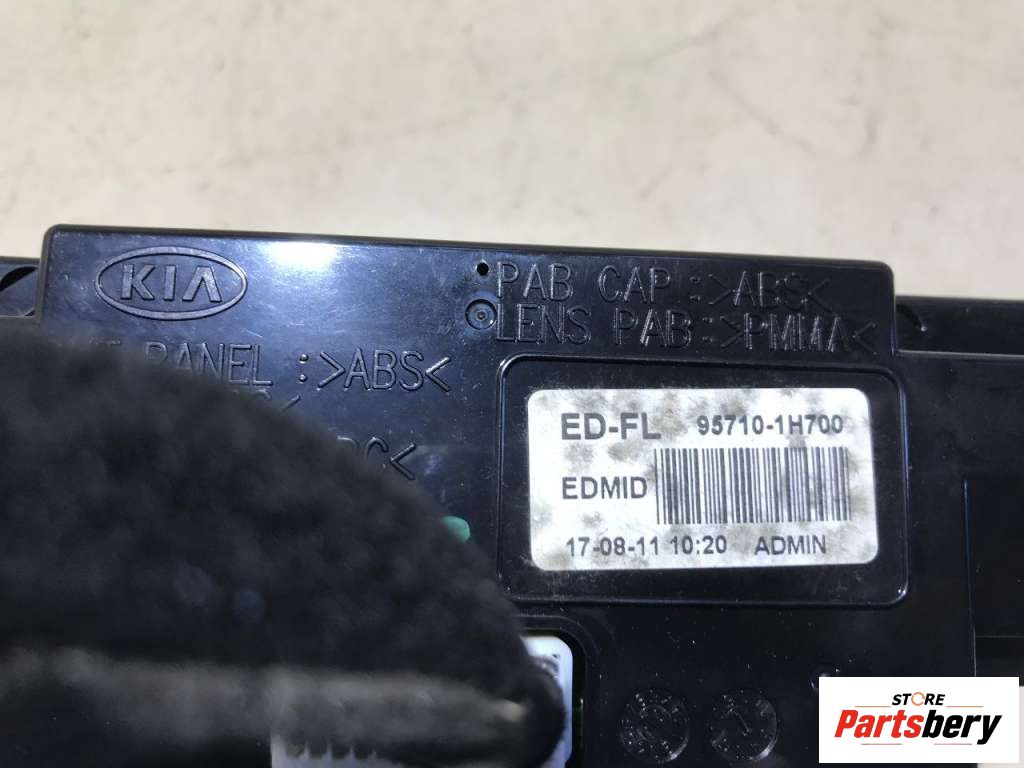 KIA
PAB CAP : >ABS<
LENS PAB : >PMMA<
PANEL : >ABS<
ED-FL 95710-1H700
EDMID
17-08-11 10:20 ADMIN
STORE
Partsbery